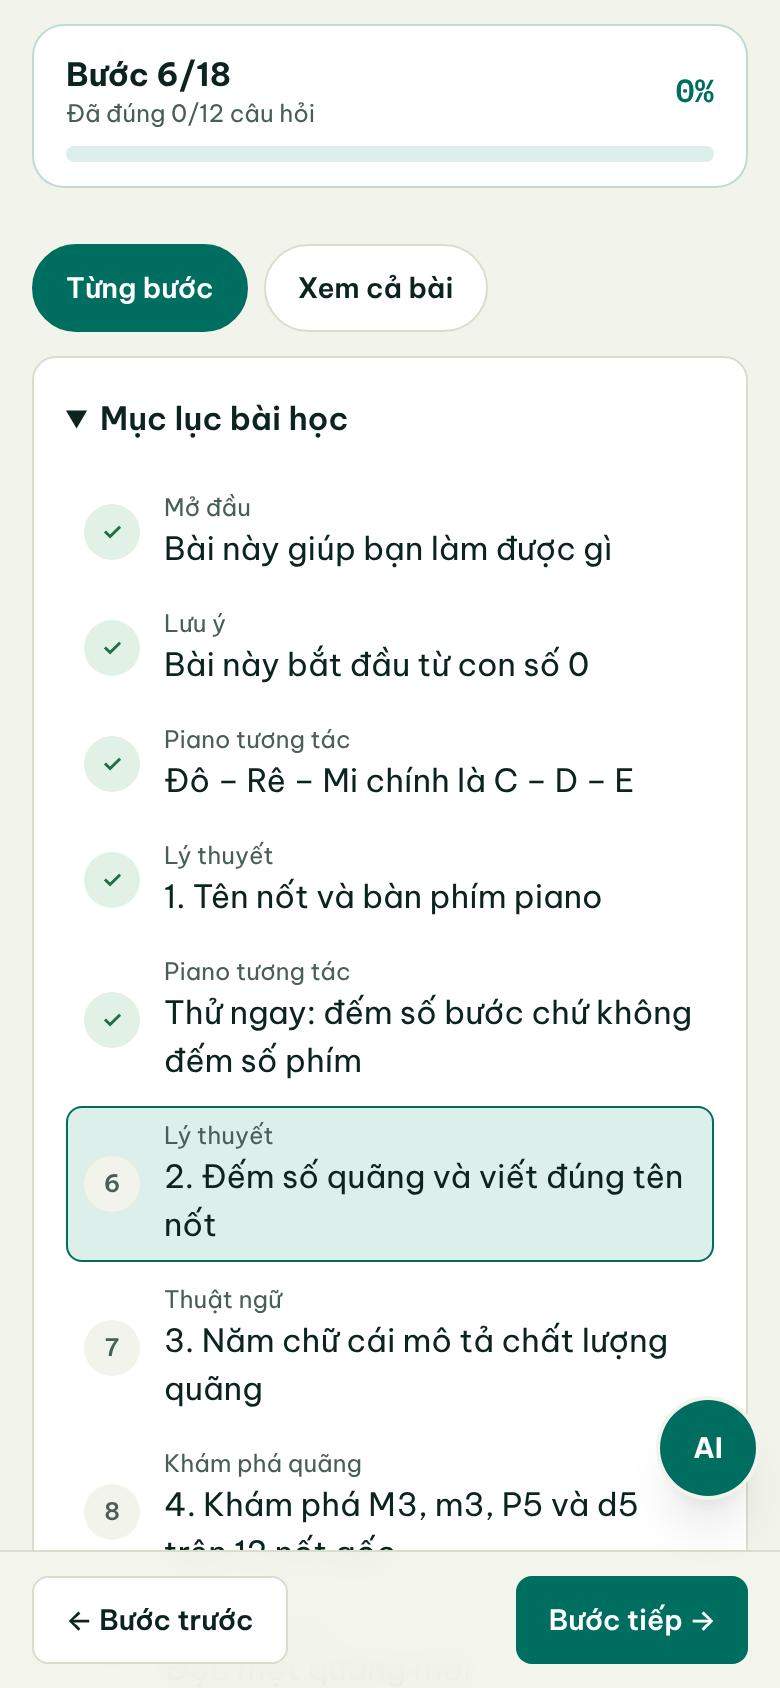 Bước 6/18
Đã đúng 0/12 câu hỏi
0%
Từng bước
Xem cả bài
▼ Mục lục bài học
✓
Mở đầu
Bài này giúp bạn làm được gì
✓
Lưu ý
Bài này bắt đầu từ con số 0
✓
Piano tương tác
Đô – Rê – Mi chính là C – D – E
✓
Lý thuyết
1. Tên nốt và bàn phím piano
✓
Piano tương tác
Thử ngay: đếm số bước chứ không
đếm số phím
6
Lý thuyết
2. Đếm số quãng và viết đúng tên
nốt
7
Thuật ngữ
3. Năm chữ cái mô tả chất lượng
quãng
8
Khám phá quãng
4. Khám phá M3, m3, P5 và d5
trên 12 nốt gốc
AI
← Bước trước
Bước tiếp →